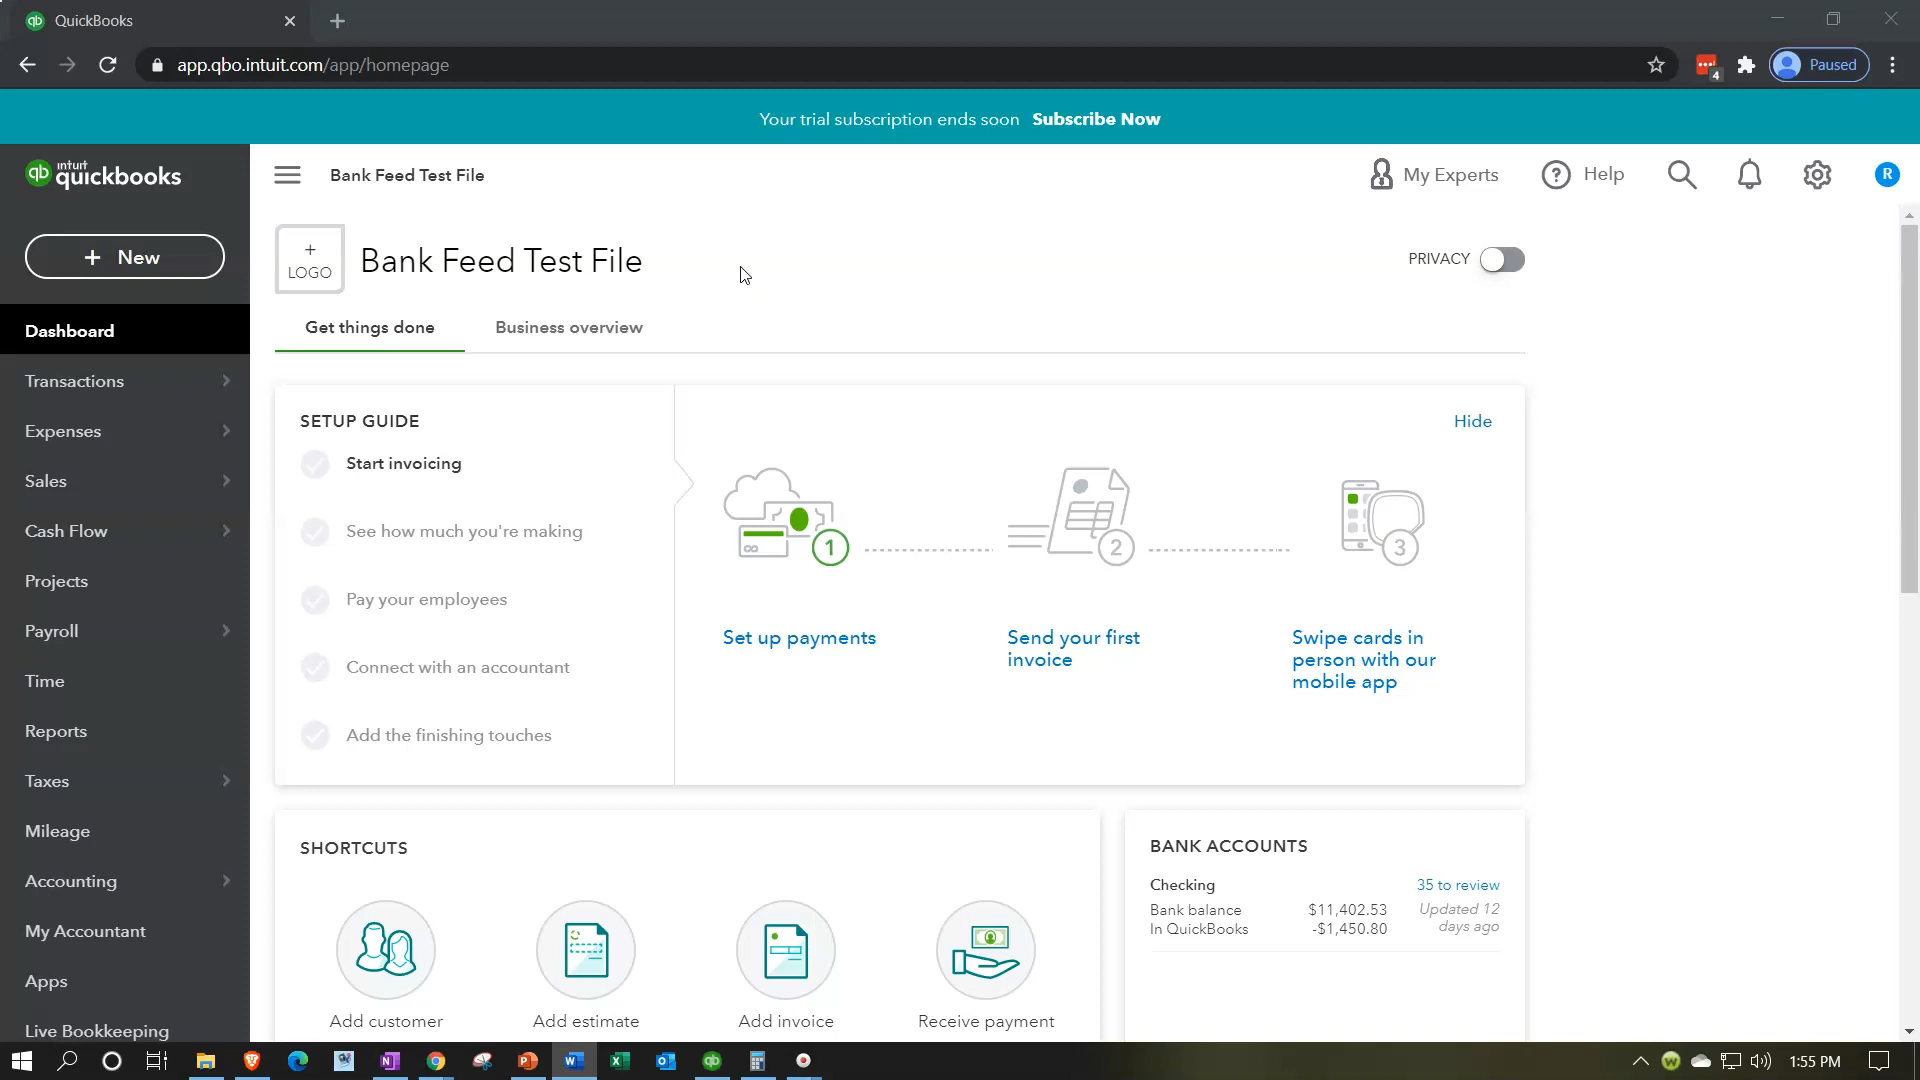 QuickBooks
app.qbo.intuit.com/app/homepage
4
Paused
Your trial subscription ends soon Subscribe Now
qb intuit quickbooks
Bank Feed Test File
My Experts
? Help
R
+ New
+
LOGO
Bank Feed Test File
PRIVACY
Get things done
Business overview
Dashboard
Transactions
Expenses
Sales
Cash Flow
Projects
Payroll
Time
Reports
Taxes
Mileage
Accounting
My Accountant
Apps
Live Bookkeeping
SETUP GUIDE
Hide
Start invoicing
See how much you're making
Pay your employees
Connect with an accountant
Add the finishing touches
1
2
3
Set up payments
Send your first
invoice
Swipe cards in
person with our
mobile app
SHORTCUTS
Add customer
Add estimate
Add invoice
Receive payment
BANK ACCOUNTS
Checking 35 to review
Bank balance $11,402.53 Updated 12
In QuickBooks -$1,450.80 days ago
1:55 PM